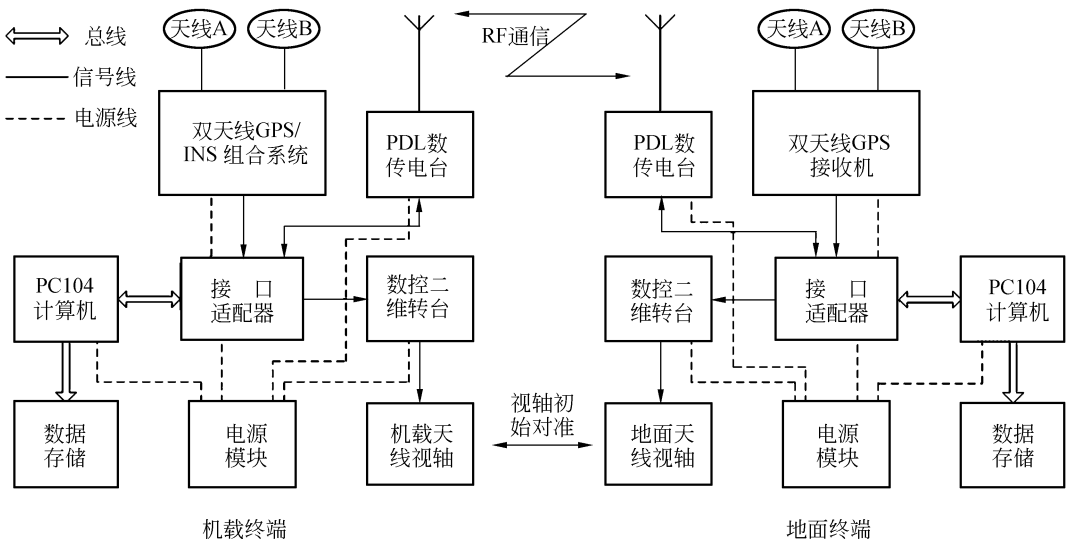 总线
信号线
电源线
天线A
天线B
双天线GPS/
INS 组合系统
PDL数
传电台
RF通信
PDL数
传电台
天线A
天线B
双天线GPS
接收机
PC104
计算机
接 口
适配器
数控二
维转台
数控二
维转台
接 口
适配器
PC104
计算机
数据
存储
电源
模块
机载天
线视轴
视轴初
始对准
地面天
线视轴
电源
模块
数据
存储
机载终端
地面终端